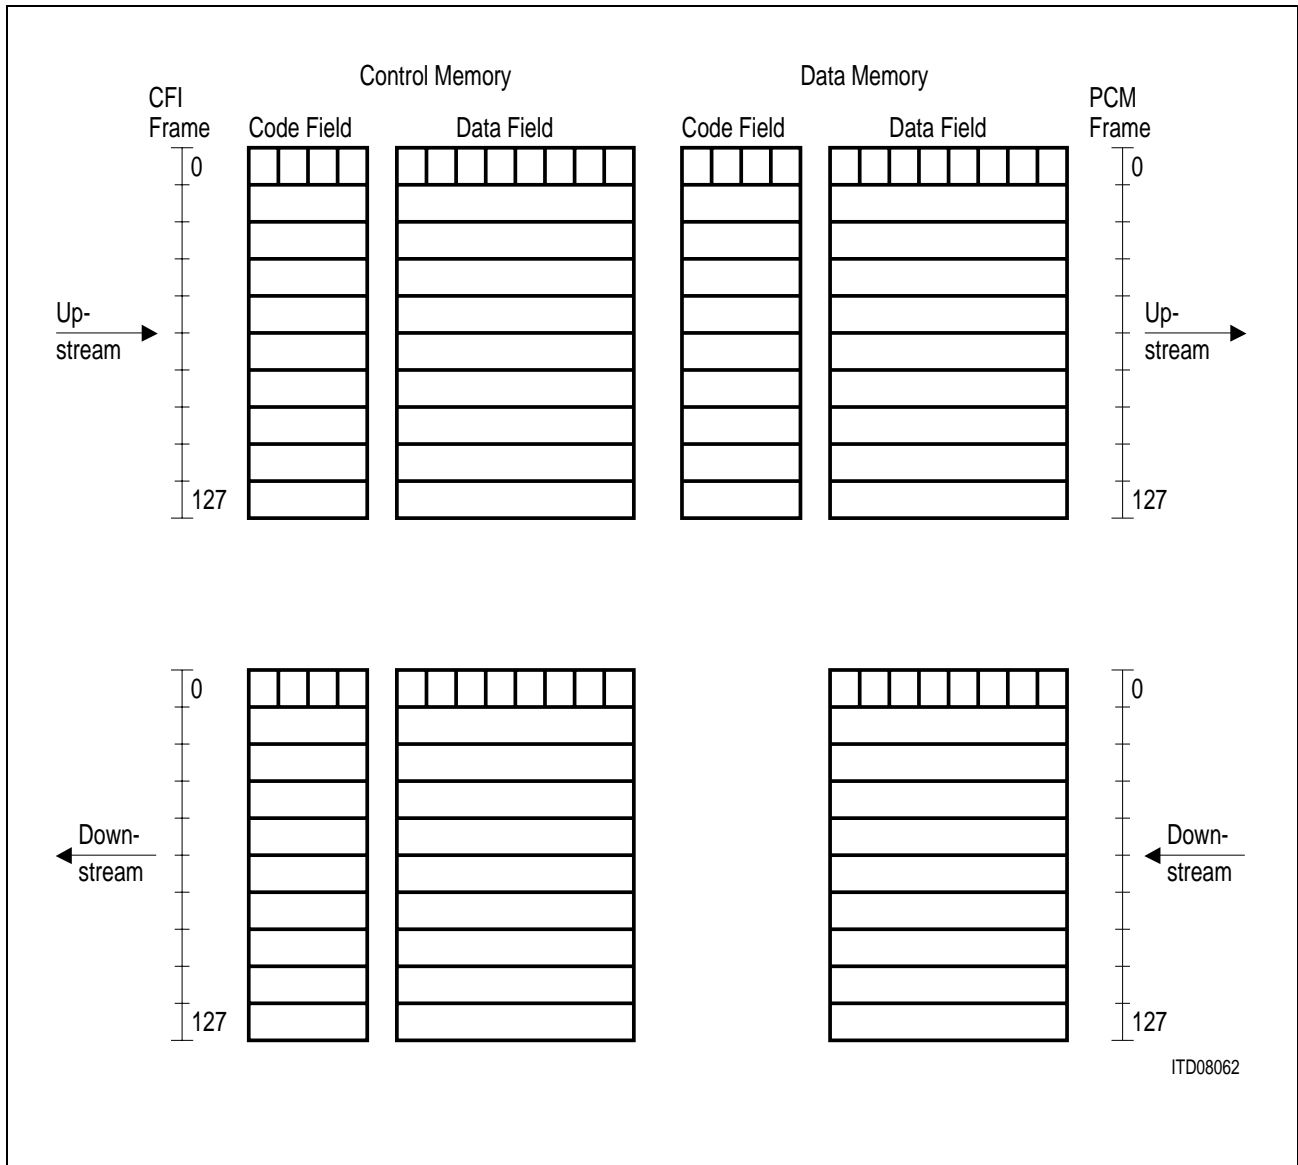 Control Memory Data Memory
CFI PCM
Frame Code Field Data Field Code Field Data Field Frame
0 0
Up- Up-
stream stream
127 127
0 0
Down- Down-
stream stream
127 127
ITD08062